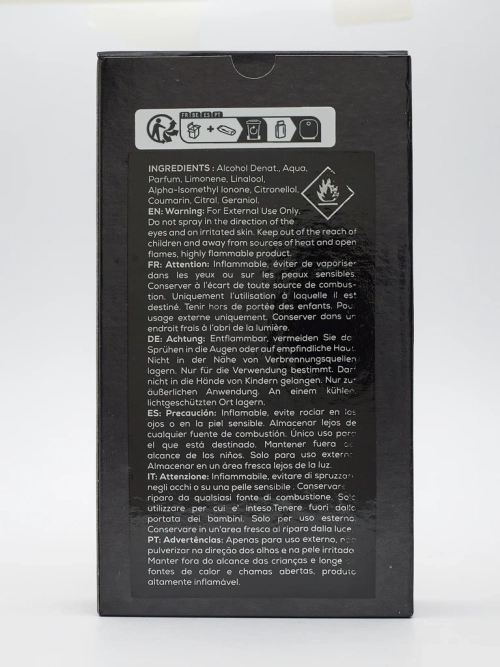 FR DE ES PT
INGREDIENTS : Alcohol Denat., Aqua,
Parfum, Limonene, Linalool,
Alpha-Isomethyl Ionone, Citronellol,
Coumarin, Citral, Geraniol.
EN: Warning: For External Use Only.
Do not spray in the direction of the
eyes and on irritated skin. Keep out of the reach of
children and away from sources of heat and open
flames, highly flammable product.
FR: Attention: Inflammable, éviter de vaporiser
dans les yeux ou sur les peaux sensibles.
Conserver à l'écart de toute source de combus-
tion. Uniquement l'utilisation à laquelle il est
destiné. Tenir hors de portée des enfants. Pour
usage externe uniquement. Conserver dans un
endroit frais à l'abri de la lumière.
DE: Achtung: Entflammbar, vermeiden Sie das
Sprühen in die Augen oder auf empfindliche Haut.
Nicht in der Nähe von Verbrennungsquellen
lagern. Nur für die Verwendung bestimmt. Darf
nicht in die Hände von Kindern gelangen. Nur zur
äußerlichen Anwendung. An einem kühlen,
lichtgeschützten Ort lagern.
ES: Precaución: Inflamable, evite rociar en los
ojos o en la piel sensible. Almacenar lejos de
cualquier fuente de combustión. Único uso para
el que está destinado. Mantener fuera del
alcance de los niños. Solo para uso externo.
Almacenar en un área fresca lejos de la luz.
IT: Attenzione: Inflammabile, evitare di spruzzare
negli occhi o su una pelle sensibile . Conservare
riparo da qualsiasi fonte di combustione. Solo
utilizzare per cui e' inteso.Tenere fuori dalla
portata dei bambini. Solo per uso esterno.
Conservare in un'area fresca al riparo dalla luce.
PT: Advertências: Apenas para uso externo, não
pulverizar na direção dos olhos e na pele irritada.
Manter fora do alcance das crianças e longe
fontes de calor e chamas abertas, produto
altamente inflamável.